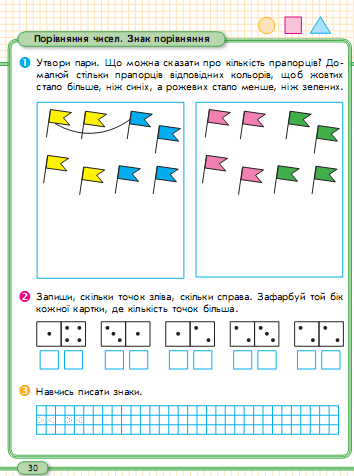 Порівняння чисел. Знак порівняння
1 Утвори пари. Що можна сказати про кількість прапорців? До-
малюй стільки прапорців відповідних кольорів, щоб жовтих
стало більше, ніж синіх, а рожевих стало менше, ніж зелених.
2 Запиши, скільки точок зліва, скільки справа. Зафарбуй той бік
кожної картки, де кількість точок більша.
3 Навчись писати знаки.
30